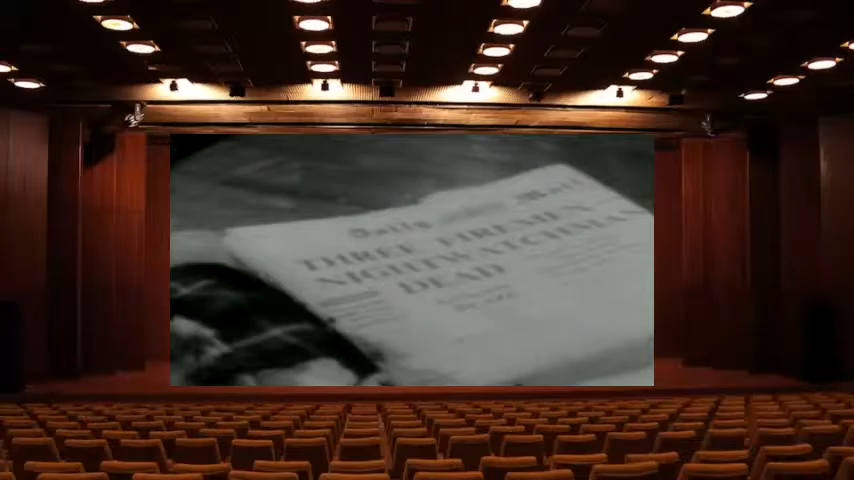 Daily Mail
THREE FIREMEN
NIGHTWATCHMAN
DEAD